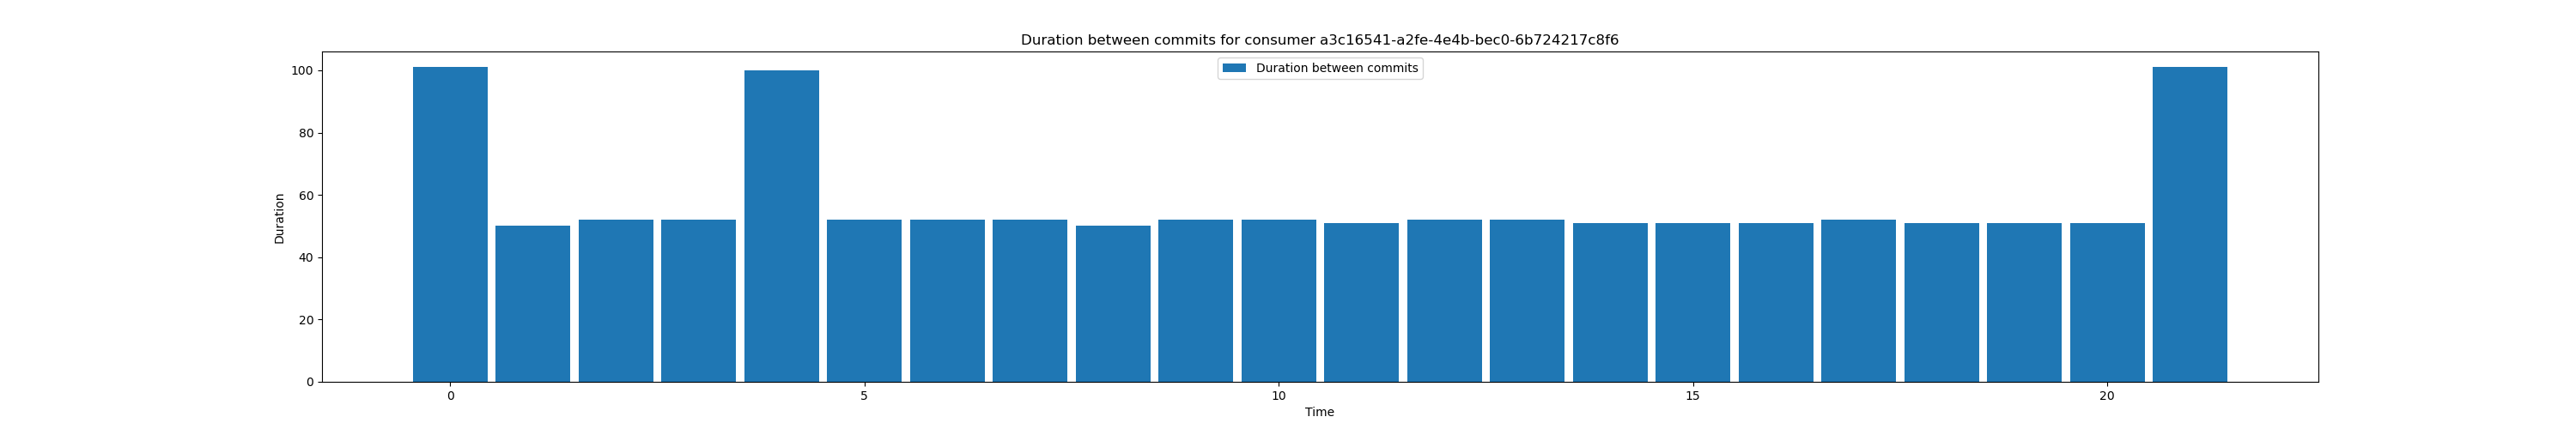 Duration between commits for consumer a3c16541-a2fe-4e4b-bec0-6b724217c8f6
Duration between commits
100
80
60
40
20
0
Duration
0 5 10 15 20
Time